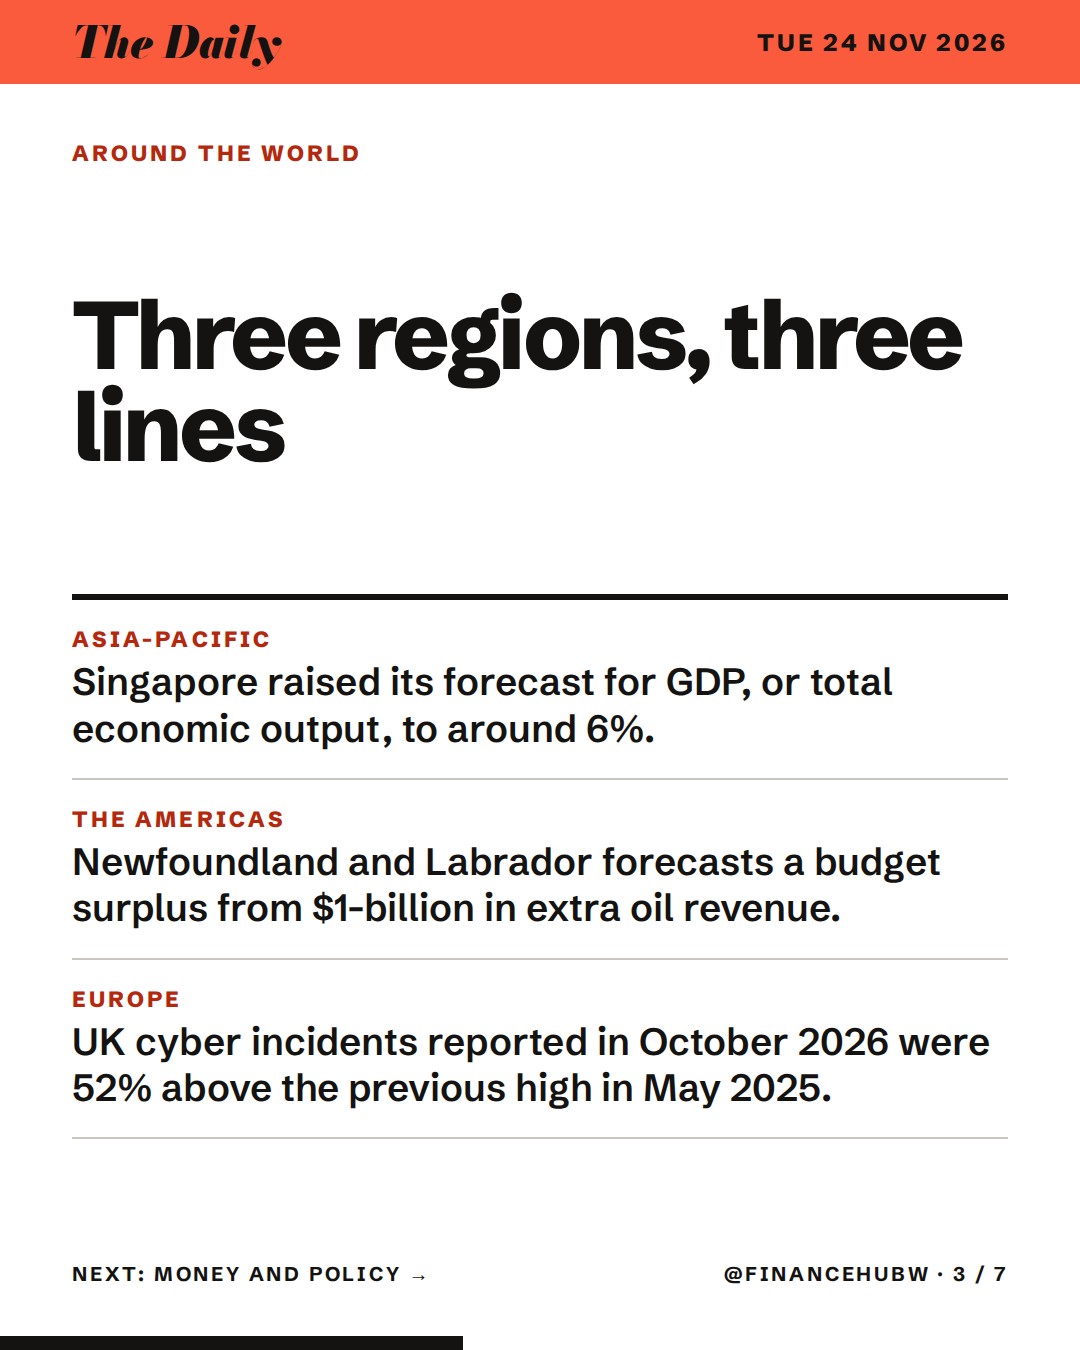 The Daily
TUE 24 NOV 2026
AROUND THE WORLD
Three regions, three
lines
ASIA-PACIFIC
Singapore raised its forecast for GDP, or total
economic output, to around 6%.
THE AMERICAS
Newfoundland and Labrador forecasts a budget
surplus from $1-billion in extra oil revenue.
EUROPE
UK cyber incidents reported in October 2026 were
52% above the previous high in May 2025.
NEXT: MONEY AND POLICY →
@FINANCEHUBW · 3 / 7